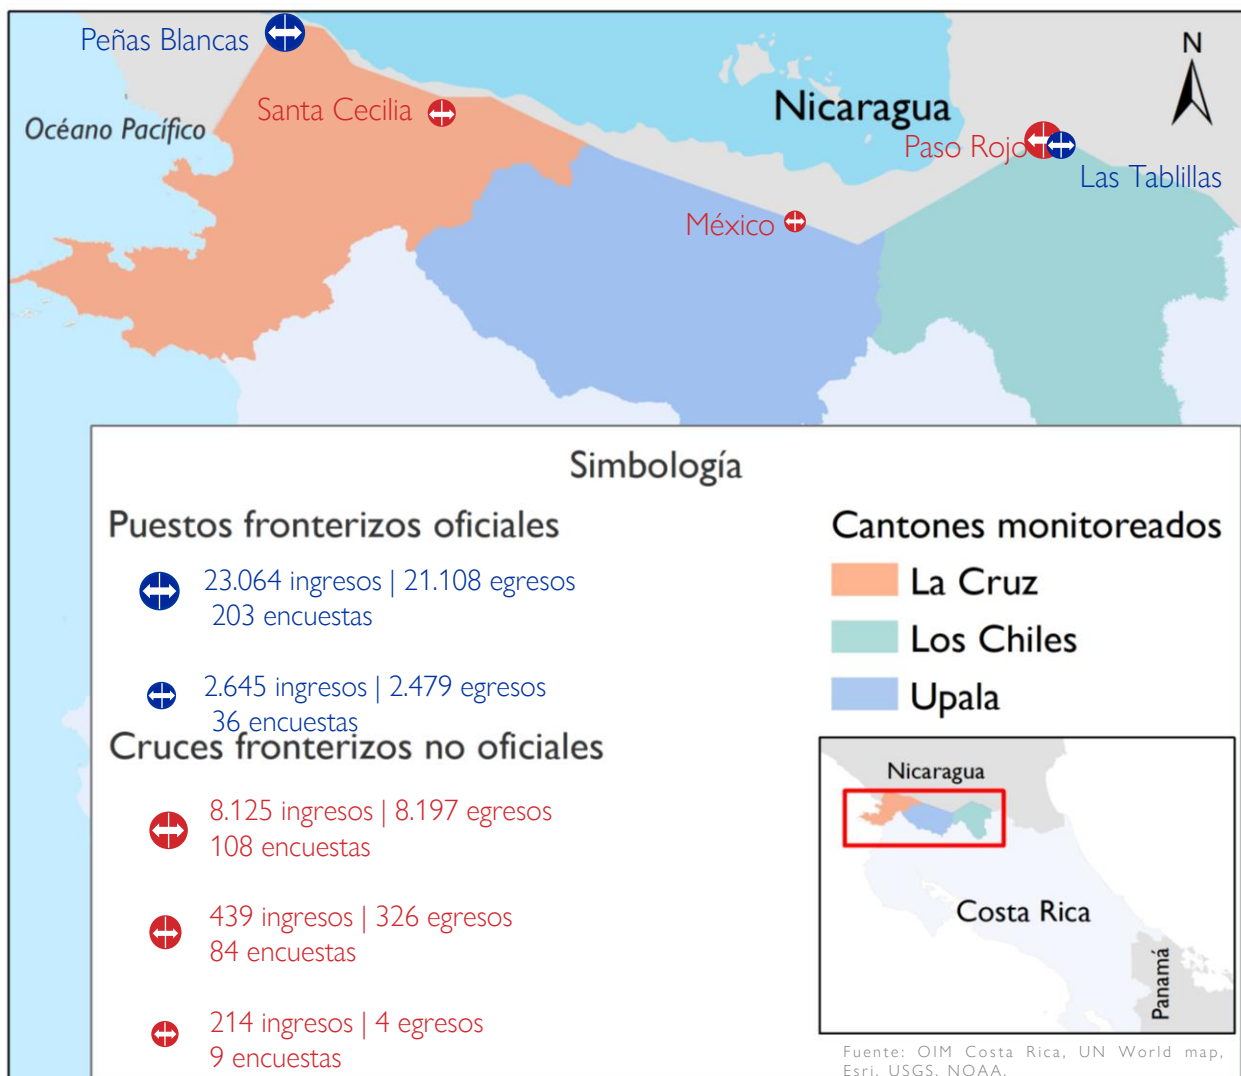 Peñas Blancas
N
Santa Cecilia
Nicaragua
Océano Pacífico
Paso Rojo
Las Tablillas
México
Simbología
Puestos fronterizos oficiales
23.064 ingresos | 21.108 egresos
203 encuestas
2.645 ingresos | 2.479 egresos
36 encuestas
Cruces fronterizos no oficiales
8.125 ingresos | 8.197 egresos
108 encuestas
439 ingresos | 326 egresos
84 encuestas
214 ingresos | 4 egresos
9 encuestas
Cantones monitoreados
La Cruz
Los Chiles
Upala
Nicaragua
Costa Rica
Panamá
Fuente: OIM Costa Rica, UN World map,
Esri, USGS, NOAA.